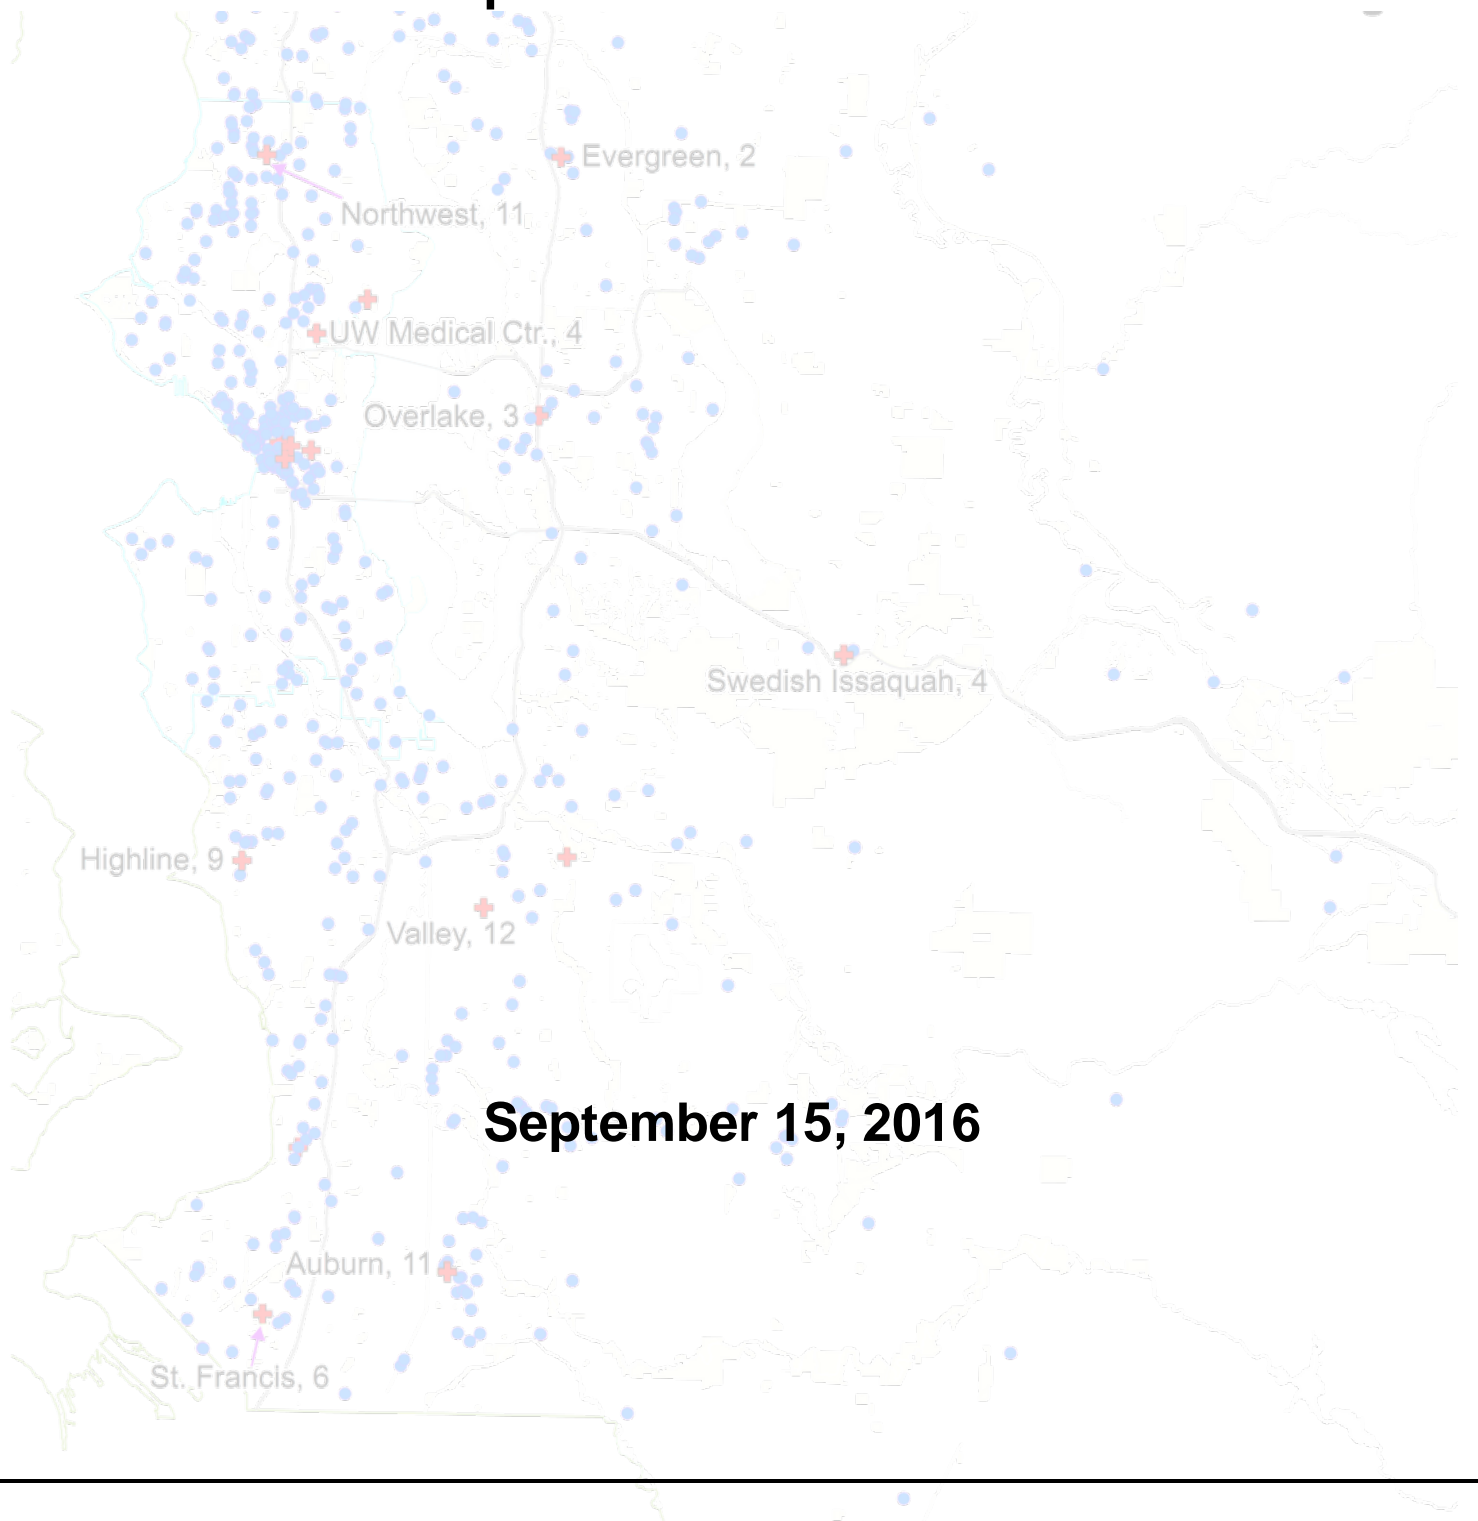 Evergreen, 2
Northwest, 11
UW Medical Ctr., 4
Overlake, 3
Swedish Issaquah, 4
Highline, 9
Valley, 12
September 15, 2016
Auburn, 11
St. Francis, 6